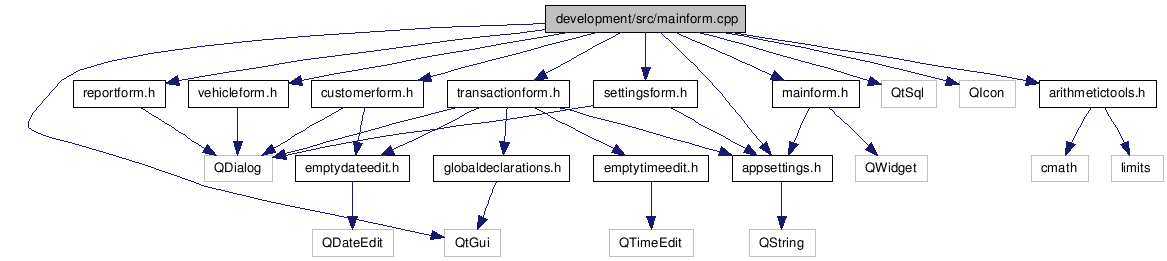 development/src/mainform.cpp
reportform.h
vehicleform.h
customerform.h
transactionform.h
settingsform.h
mainform.h
QtSql
QIcon
arithmetictools.h
QDialog
emptydateedit.h
globaldeclarations.h
emptytimeedit.h
appsettings.h
QWidget
cmath
limits
QDateEdit
QtGui
QTimeEdit
QString